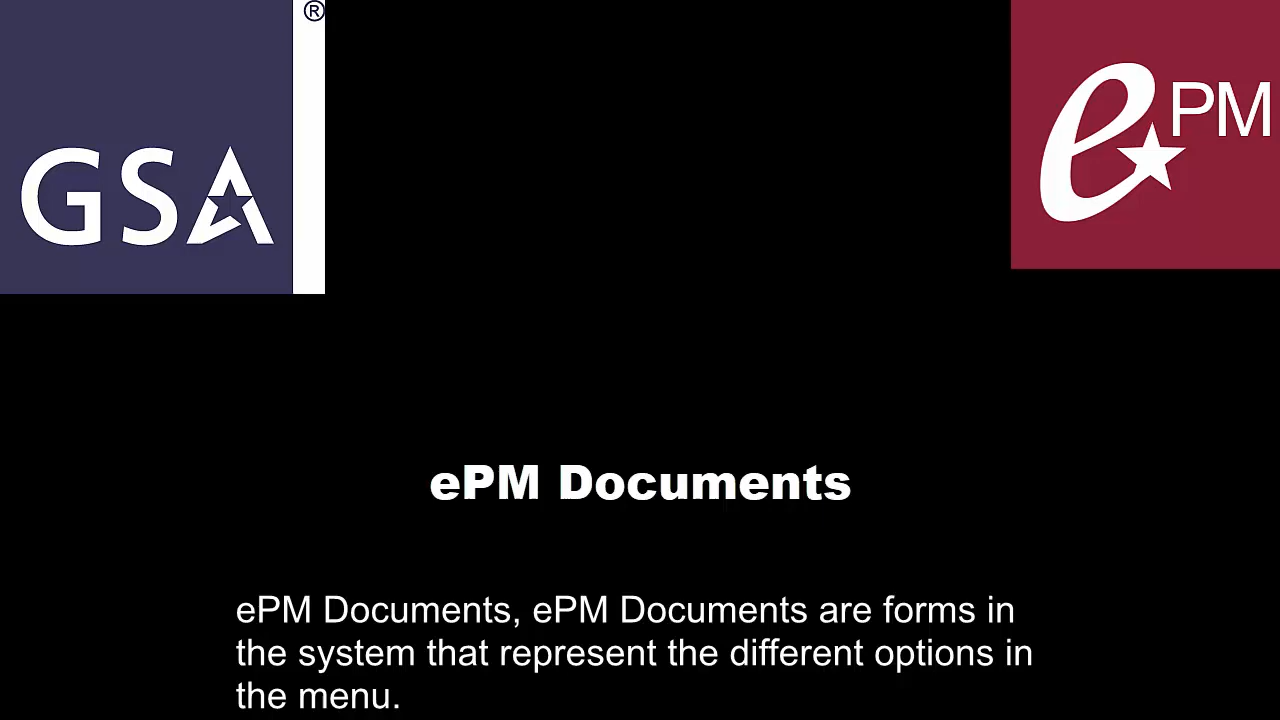 ®
GSA
ePM
ePM Documents
ePM Documents, ePM Documents are forms in
the system that represent the different options in
the menu.